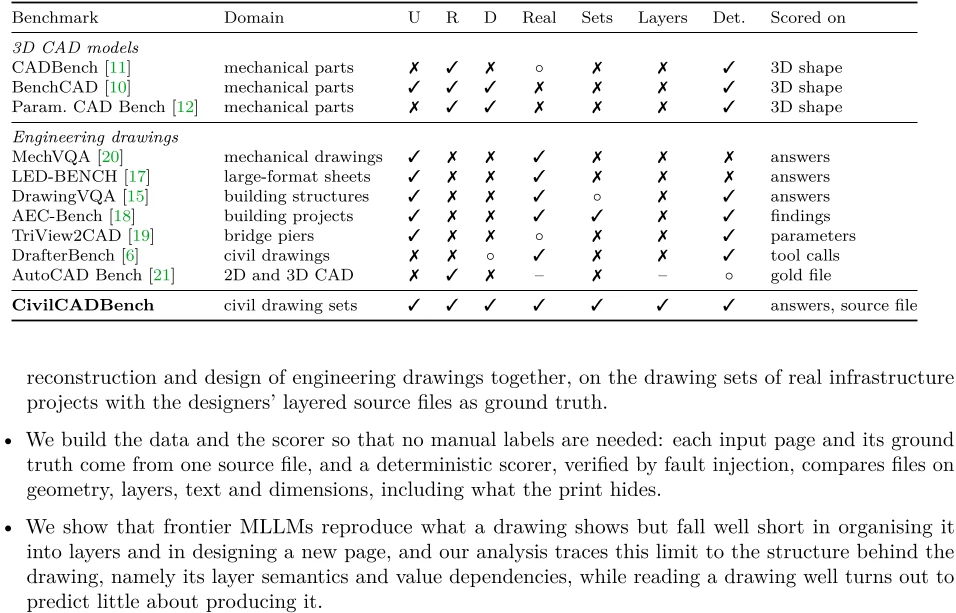 Benchmark Domain U R D Real Sets Layers Det. Scored on
3D CAD models
CADBench [11] mechanical parts ✗ ✓ ✗ ○ ✗ ✗ ✓ 3D shape
BenchCAD [10] mechanical parts ✓ ✓ ✓ ✗ ✗ ✗ ✓ 3D shape
Param. CAD Bench [12] mechanical parts ✗ ✓ ✓ ✗ ✗ ✗ ✓ 3D shape
Engineering drawings
MechVQA [20] mechanical drawings ✓ ✗ ✗ ✓ ✗ ✗ ✗ answers
LED-BENCH [17] large-format sheets ✓ ✗ ✗ ✓ ✗ ✗ ✗ answers
DrawingVQA [15] building structures ✓ ✗ ✗ ✓ ○ ✗ ✓ answers
AEC-Bench [18] building projects ✓ ✗ ✗ ✓ ✓ ✗ ✓ findings
TriView2CAD [19] bridge piers ✓ ✗ ✗ ○ ✗ ✗ ✓ parameters
DrafterBench [6] civil drawings ✗ ✗ ○ ✓ ✗ ✗ ✓ tool calls
AutoCAD Bench [21] 2D and 3D CAD ✗ ✓ ✗ – ✗ – ○ gold file
CivilCADBench civil drawing sets ✓ ✓ ✓ ✓ ✓ ✓ ✓ answers, source file
reconstruction and design of engineering drawings together, on the drawing sets of real infrastructure
projects with the designers' layered source files as ground truth.
• We build the data and the scorer so that no manual labels are needed: each input page and its ground
truth come from one source file, and a deterministic scorer, verified by fault injection, compares files on
geometry, layers, text and dimensions, including what the print hides.
• We show that frontier MLLMs reproduce what a drawing shows but fall well short in organising it
into layers and in designing a new page, and our analysis traces this limit to the structure behind the
drawing, namely its layer semantics and value dependencies, while reading a drawing well turns out to
predict little about producing it.